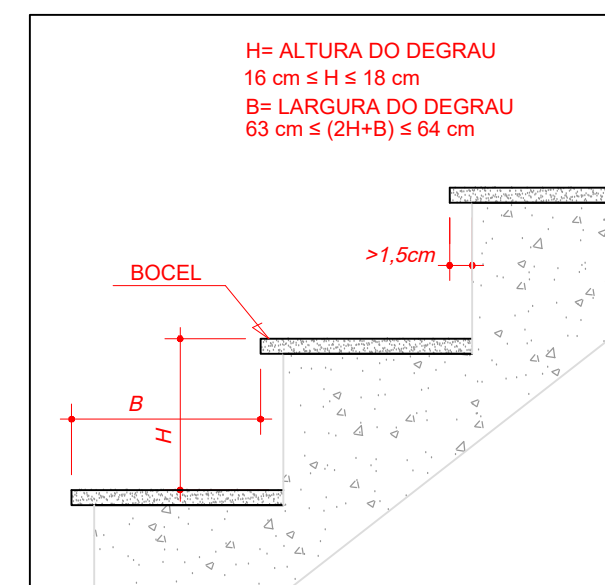 H= ALTURA DO DEGRAU
16 cm ≤ H ≤ 18 cm
B= LARGURA DO DEGRAU
63 cm ≤ (2H+B) ≤ 64 cm
>1,5cm
BOCEL
B
H